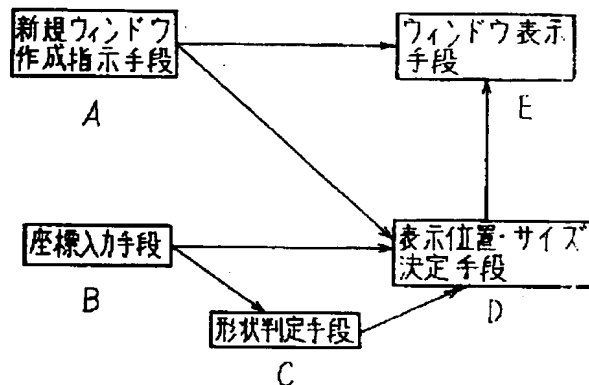 新規ウィンドウ
作成指示手段
A
ウィンドウ表示
手段
E
座標入力手段
B
表示位置・サイズ
決定手段
D
形状判定手段
C